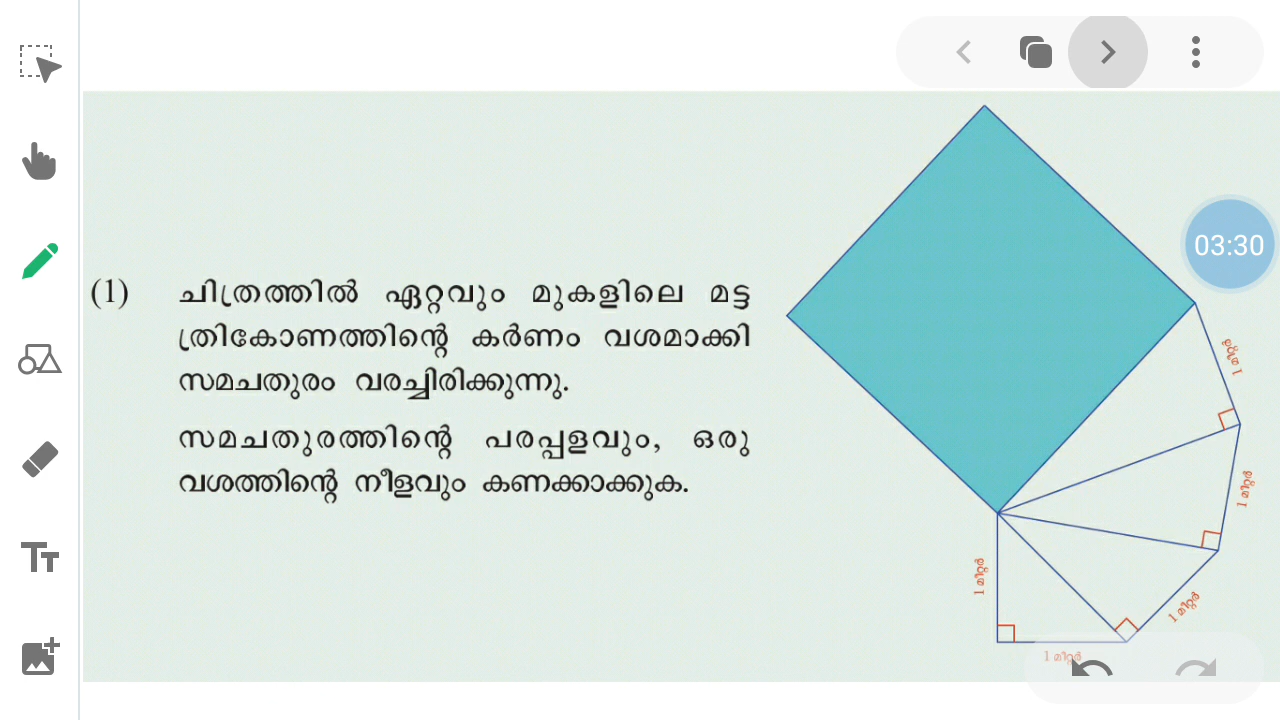 03:30
(1) ചിത്രത്തിൽ ഏറ്റവും മുകളിലെ മട്ട
ത്രികോണത്തിന്റെ കർണം വശമാക്കി
സമചതുരം വരച്ചിരിക്കുന്നു.
സമചതുരത്തിന്റെ പരപ്പളവും, ഒരു
വശത്തിന്റെ നീളവും കണക്കാക്കുക.
1 മീറ്റർ
1 മീറ്റർ
1 മീറ്റർ
1 മീറ്റർ
1 മീറ്റർ
TT